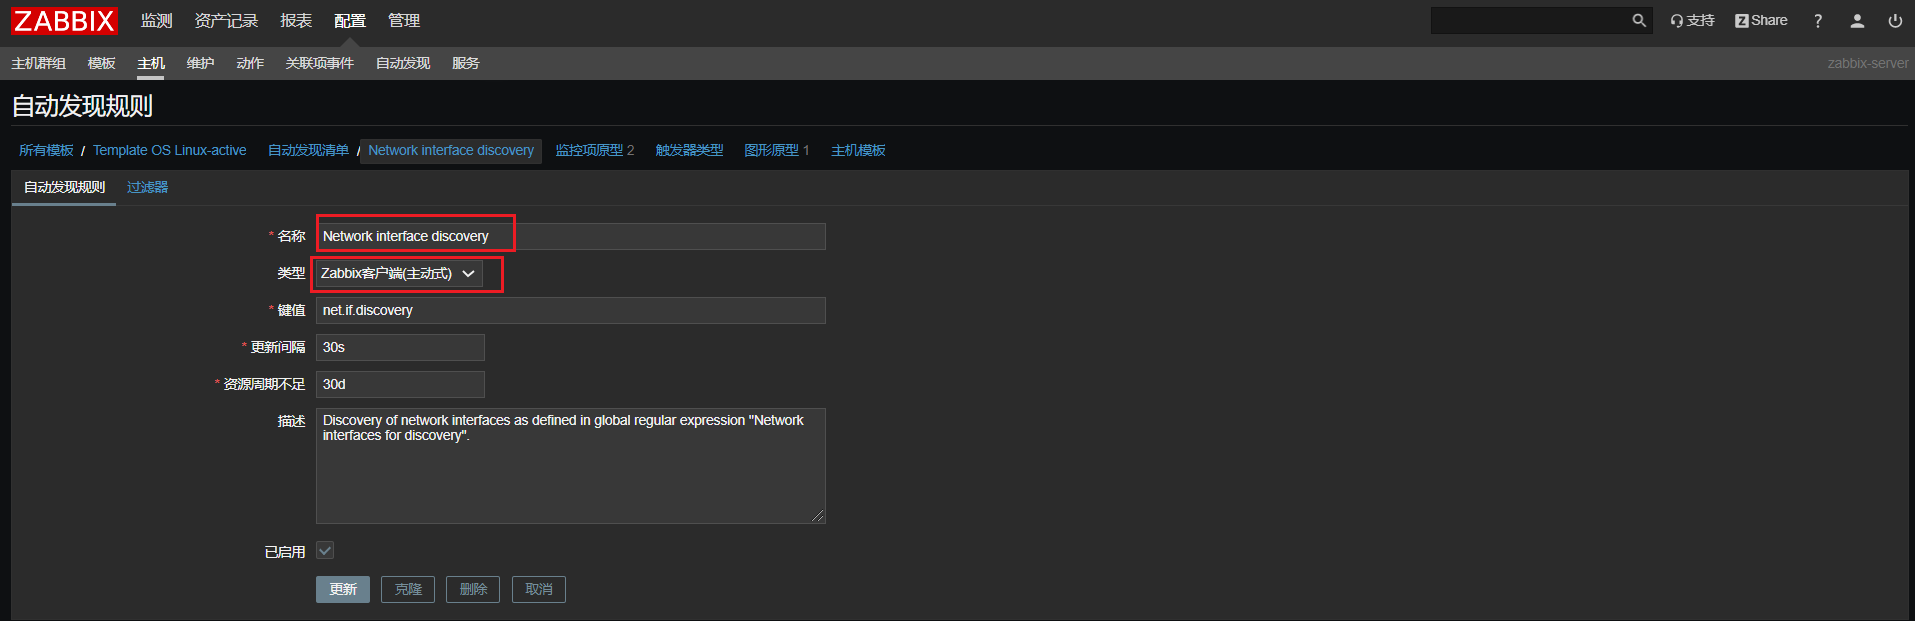 ZABBIX 监测 资产记录 报表 配置 管理 支持 Z Share ?
主机群组 模板 主机 维护 动作 关联项事件 自动发现 服务 zabbix-server
自动发现规则
所有模板 / Template OS Linux-active 自动发现清单 / Network interface discovery 监控项原型 2 触发器类型 图形原型 1 主机模板
自动发现规则 过滤器
* 名称 Network interface discovery
类型 Zabbix客户端(主动式)
* 键值 net.if.discovery
* 更新间隔 30s
* 资源周期不足 30d
描述 Discovery of network interfaces as defined in global regular expression "Network
interfaces for discovery".
已启用
更新 克隆 删除 取消